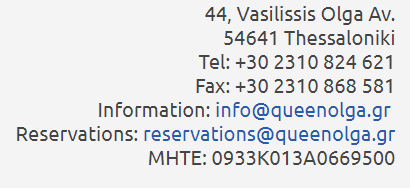 44, Vasilissis Olga Av.
54641 Thessaloniki
Tel: +30 2310 824 621
Fax: +30 2310 868 581
Information: info@queenolga.gr
Reservations: reservations@queenolga.gr
MHTE: 0933K013A0669500